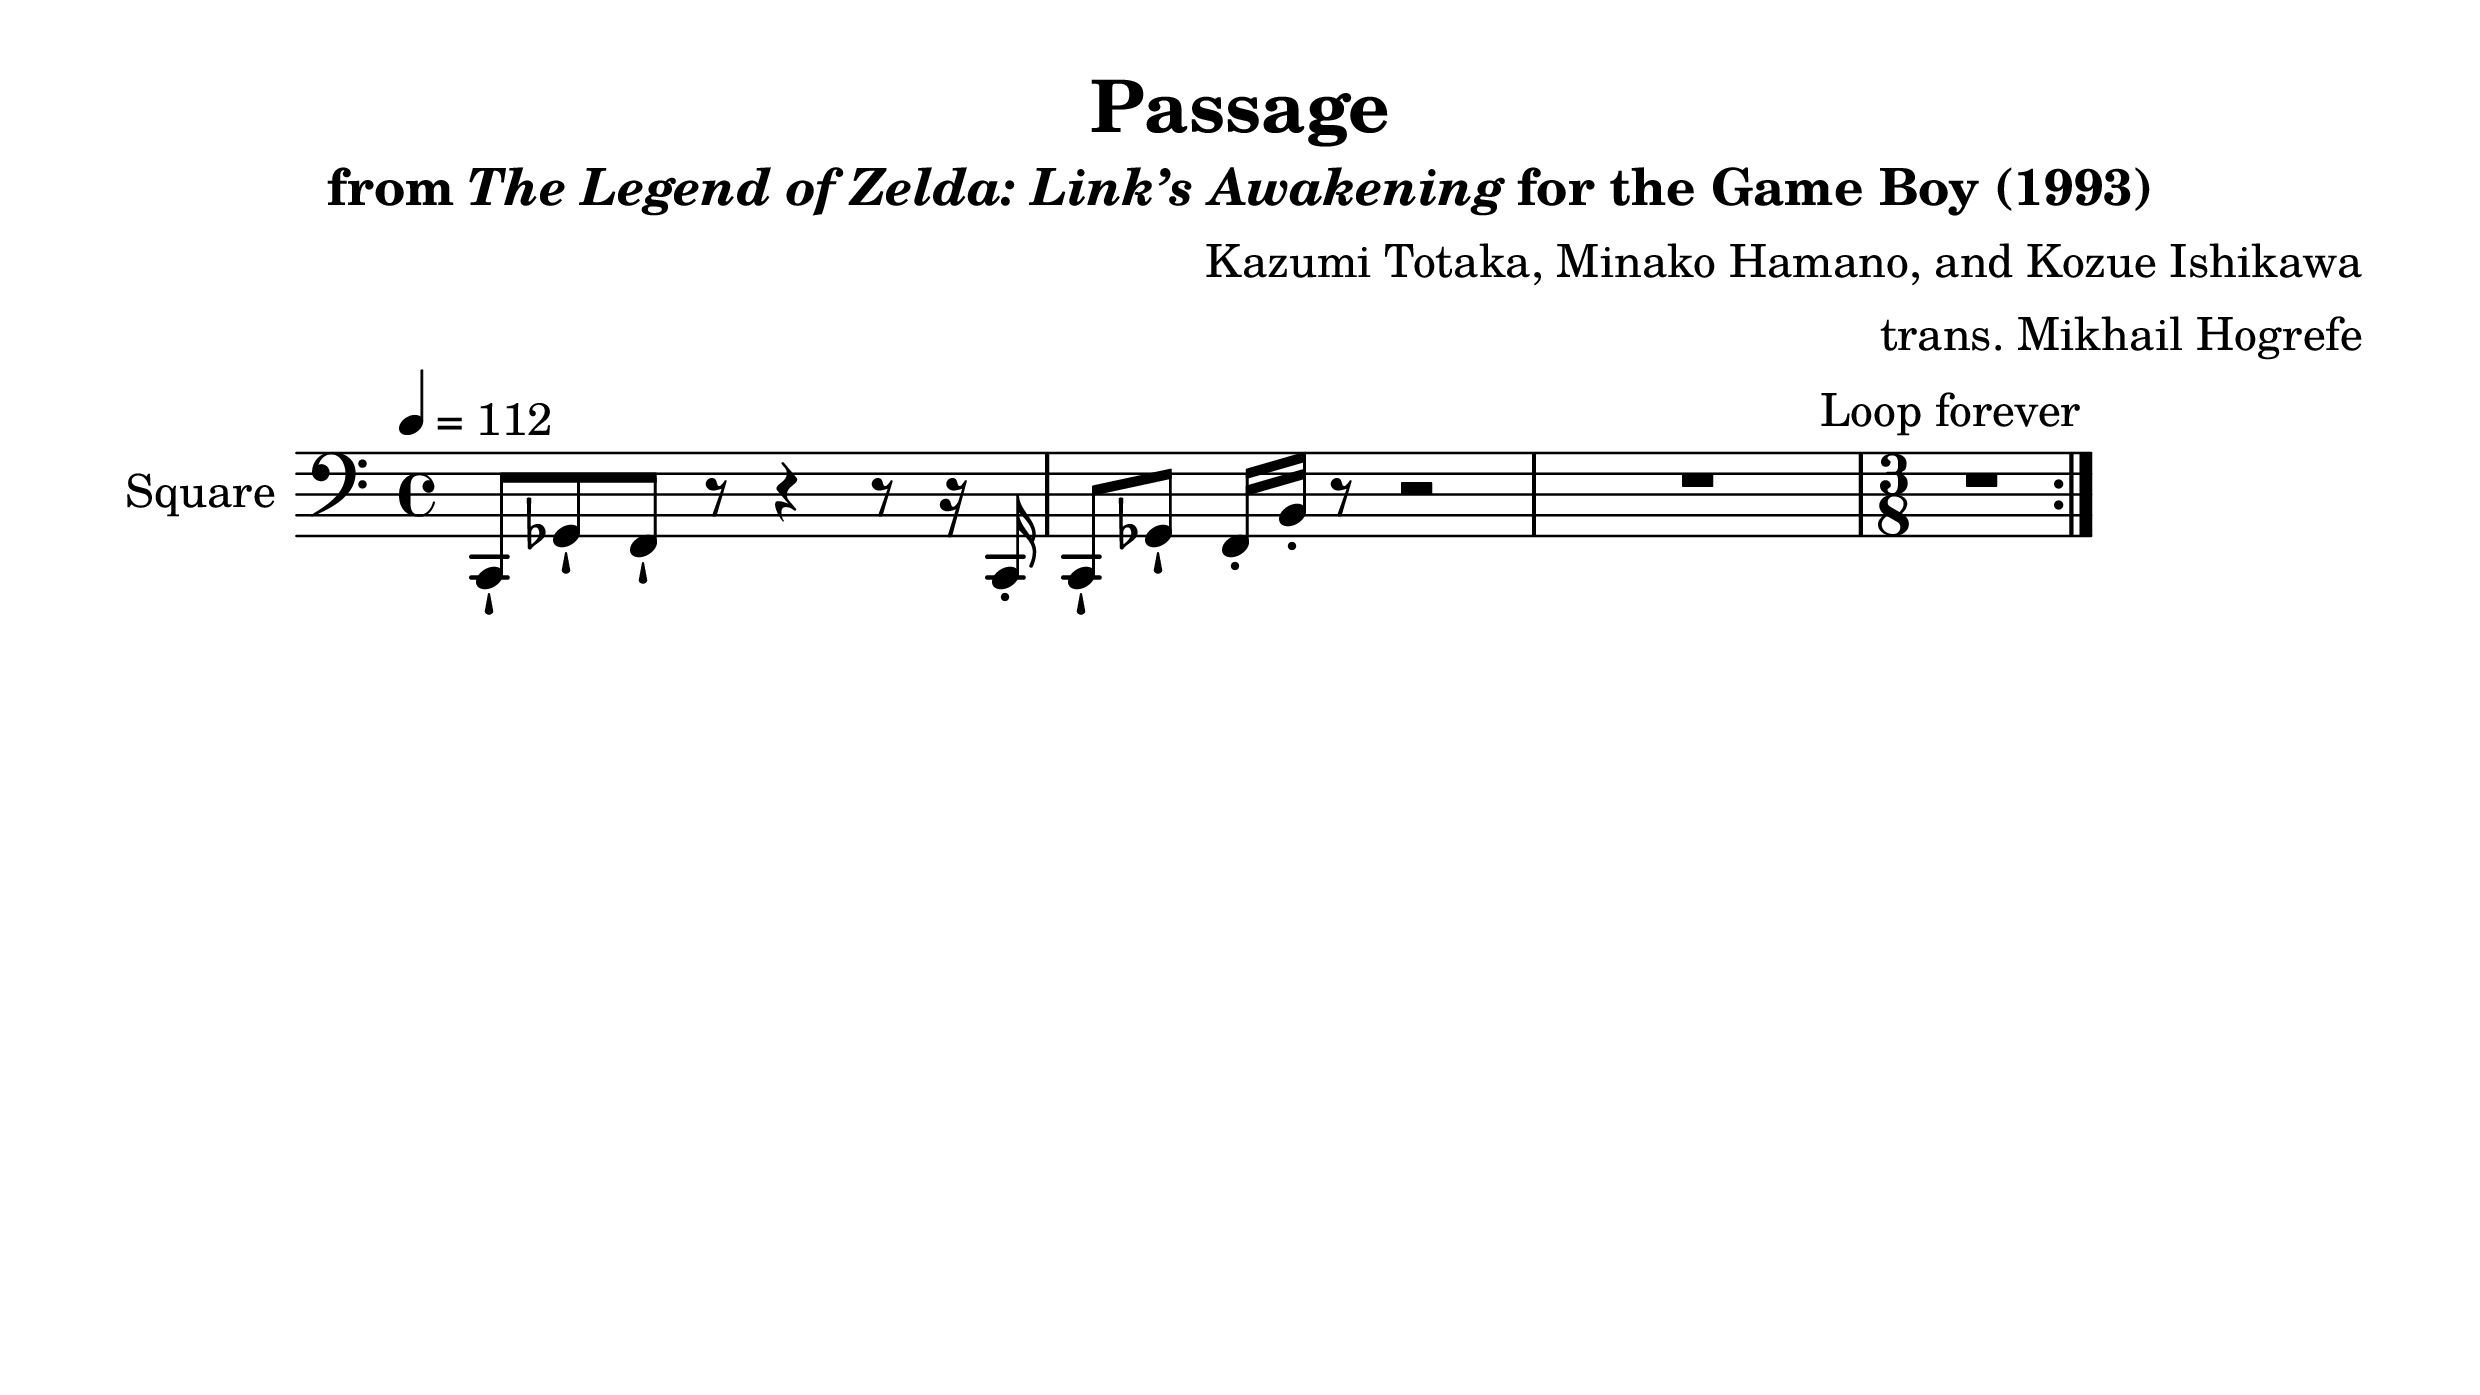 Passage
from The Legend of Zelda: Link’s Awakening for the Game Boy (1993)
Kazumi Totaka, Minako Hamano, and Kozue Ishikawa
trans. Mikhail Hogrefe
= 112
Loop forever
Square
3
8